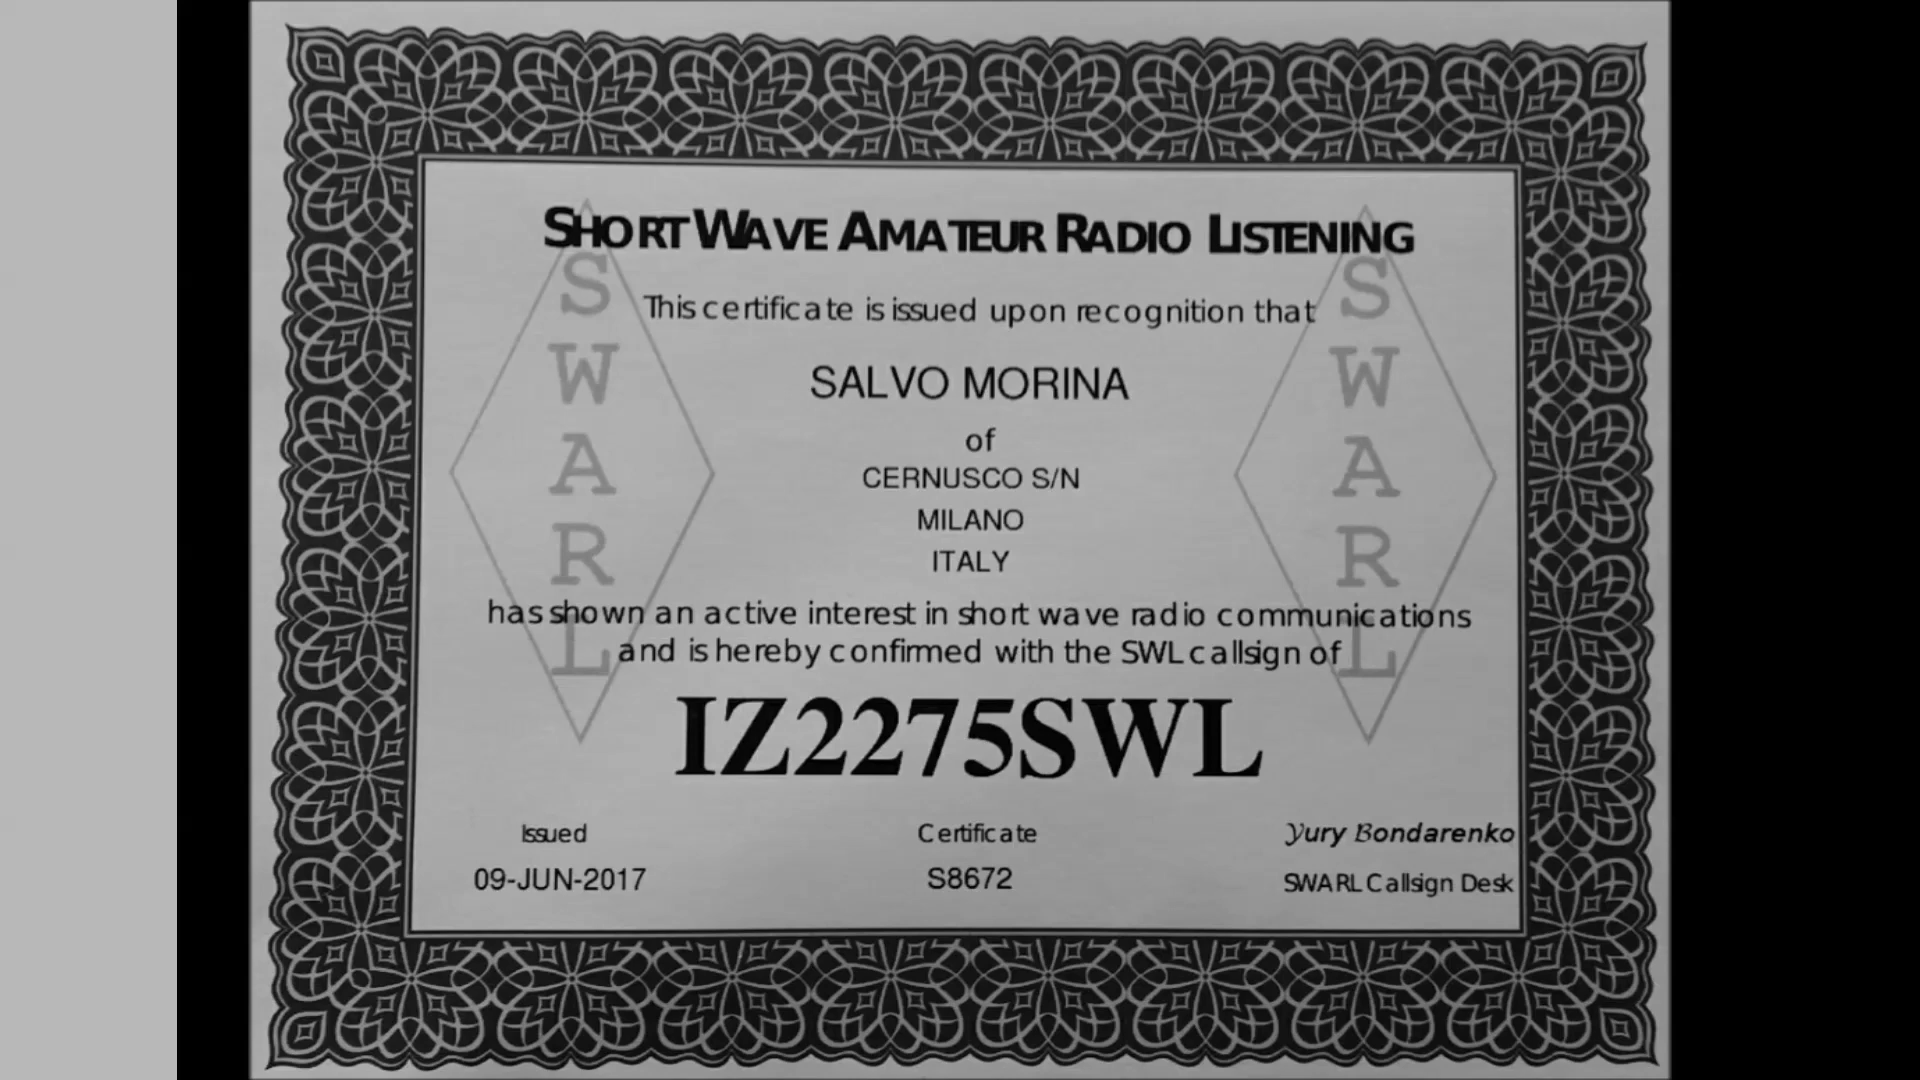 SHORT WAVE AMATEUR RADIO LISTENING
This certificate is issued upon recognition that
SALVO MORINA
of
CERNUSCO S/N
MILANO
ITALY
has shown an active interest in short wave radio communications
and is hereby confirmed with the SWL callsign of
IZ2275SWL
Issued
09-JUN-2017
Certificate
S8672
Yury Bondarenko
SWARL Callsign Desk
S
W
A
R
L
S
W
A
R
L